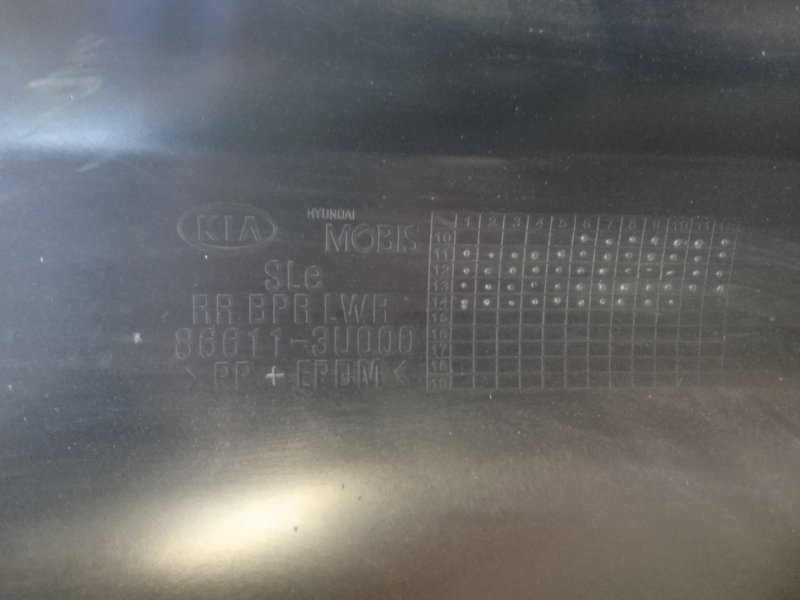 KIA
HYUNDAI
MOBIS
SLe
RR BPR LWR
86611-3U000
>PP + EPDM<
1 2 3 4 5 6 7 8 9 10 11 12
10
11
12
13
14
15
16
17
18
19